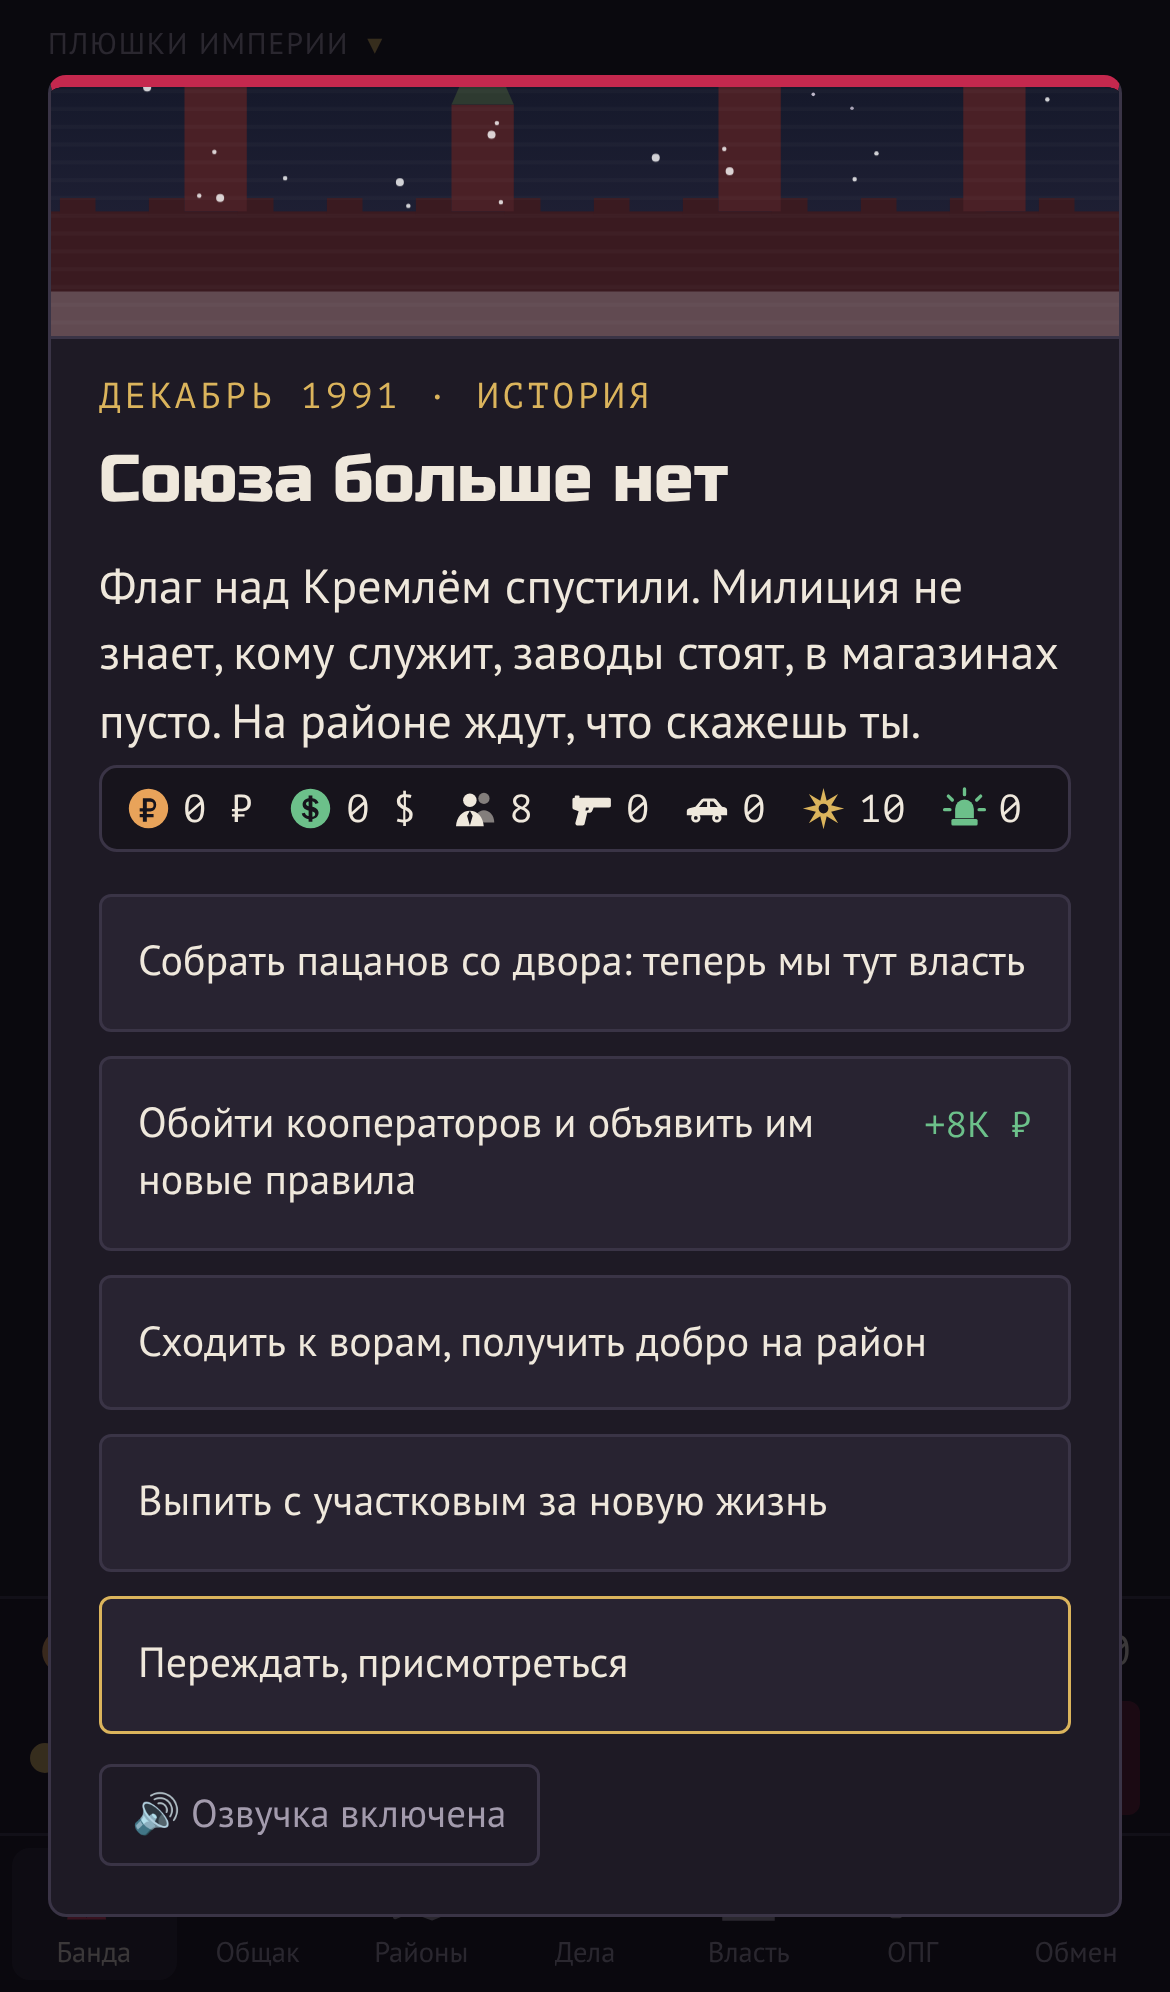 ПЛЮШКИ ИМПЕРИИ ▼
ДЕКАБРЬ 1991 · ИСТОРИЯ
Союза больше нет
Флаг над Кремлём спустили. Милиция не
знает, кому служит, заводы стоят, в магазинах
пусто. На районе ждут, что скажешь ты.
0 ₽ 0 $ 8 0 0 10 0
Собрать пацанов со двора: теперь мы тут власть
Обойти кооператоров и объявить им +8K ₽
новые правила
Сходить к ворам, получить добро на район
Выпить с участковым за новую жизнь
Переждать, присмотреться
🔊 Озвучка включена
Банда Общак Районы Дела Власть ОПГ Обмен